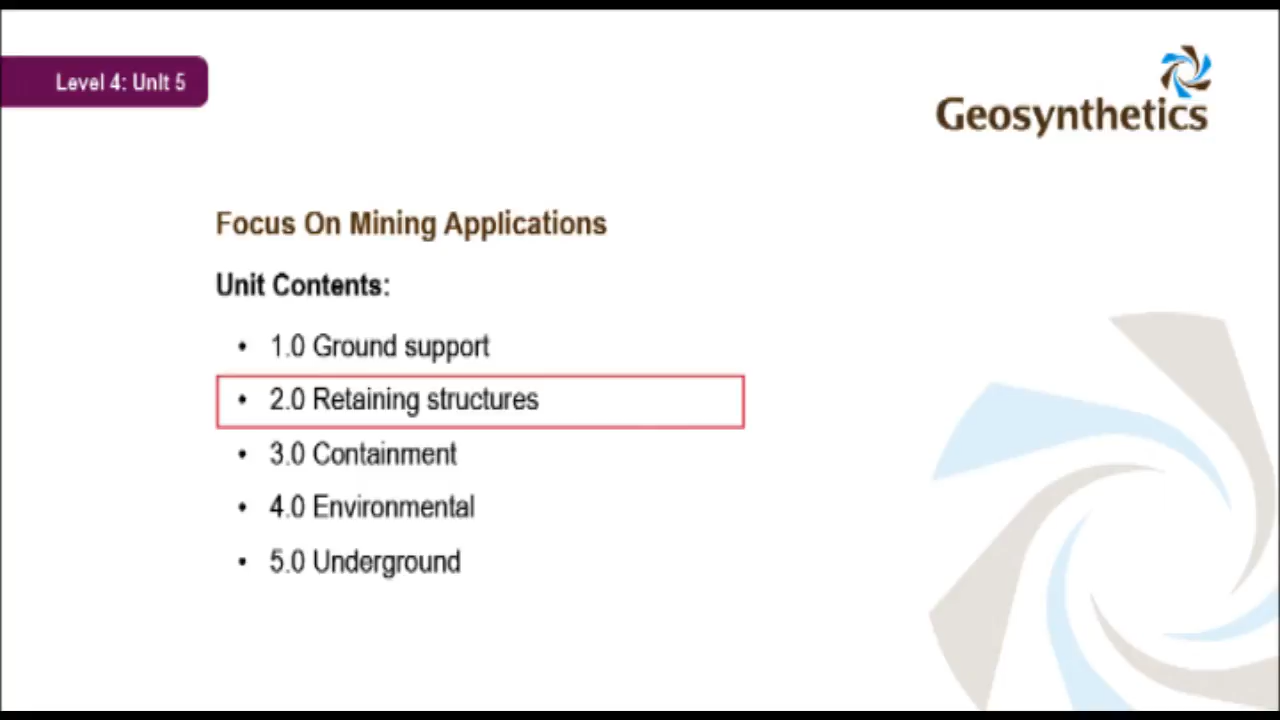 Level 4: Unit 5
Geosynthetics
Focus On Mining Applications
Unit Contents:
• 1.0 Ground support
• 2.0 Retaining structures
• 3.0 Containment
• 4.0 Environmental
• 5.0 Underground